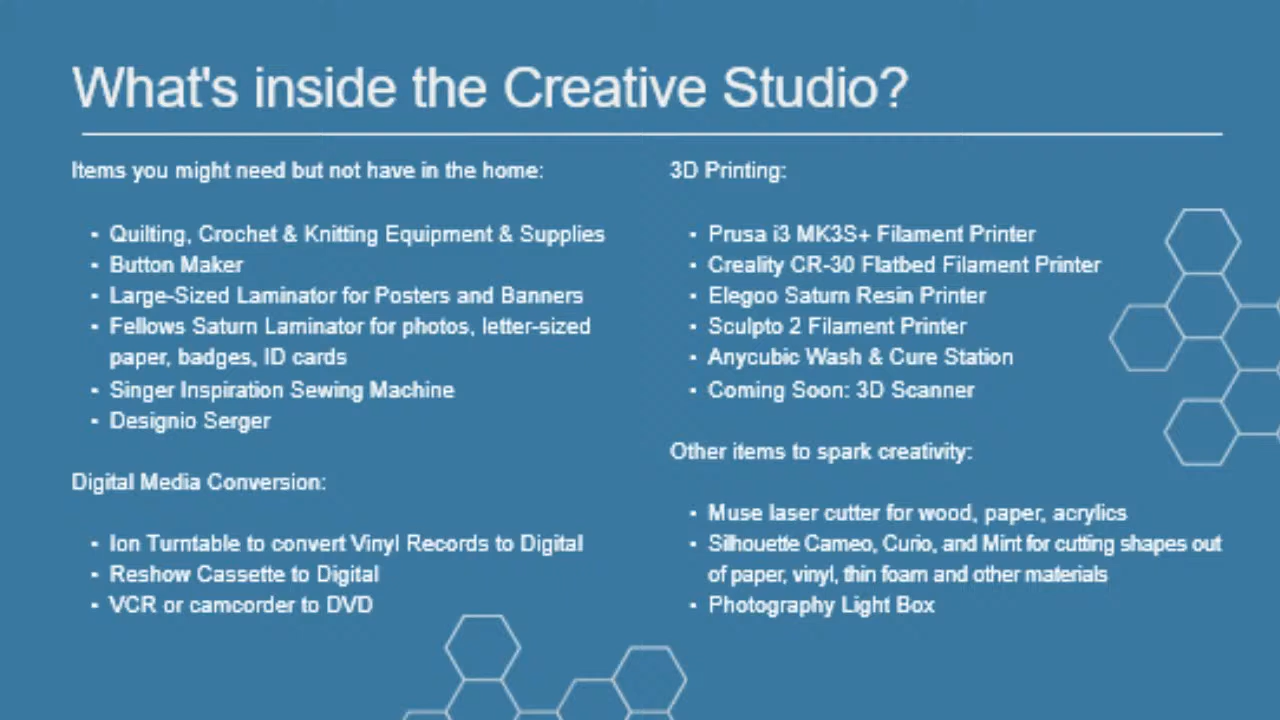 What's inside the Creative Studio?
Items you might need but not have in the home:
▪ Quilting, Crochet & Knitting Equipment & Supplies
▪ Button Maker
▪ Large-Sized Laminator for Posters and Banners
▪ Fellows Saturn Laminator for photos, letter-sized
paper, badges, ID cards
▪ Singer Inspiration Sewing Machine
▪ Designio Serger
Digital Media Conversion:
▪ Ion Turntable to convert Vinyl Records to Digital
▪ Reshow Cassette to Digital
▪ VCR or camcorder to DVD
3D Printing:
▪ Prusa i3 MK3S+ Filament Printer
▪ Creality CR-30 Flatbed Filament Printer
▪ Elegoo Saturn Resin Printer
▪ Sculpto 2 Filament Printer
▪ Anycubic Wash & Cure Station
▪ Coming Soon: 3D Scanner
Other items to spark creativity:
▪ Muse laser cutter for wood, paper, acrylics
▪ Silhouette Cameo, Curio, and Mint for cutting shapes out
of paper, vinyl, thin foam and other materials
▪ Photography Light Box